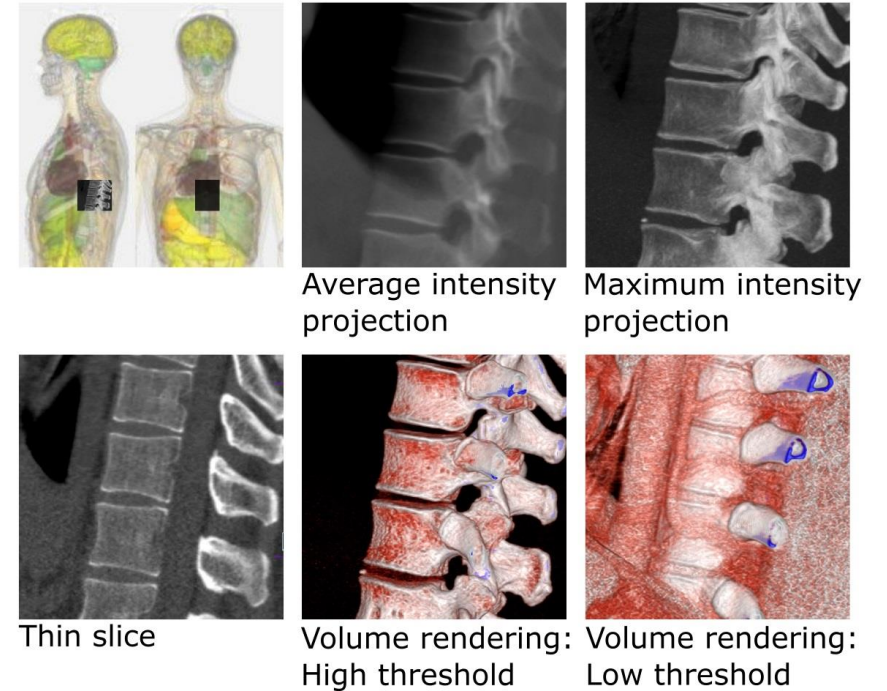 Average intensity
projection
Maximum intensity
projection
Thin slice
Volume rendering:
High threshold
Volume rendering:
Low threshold